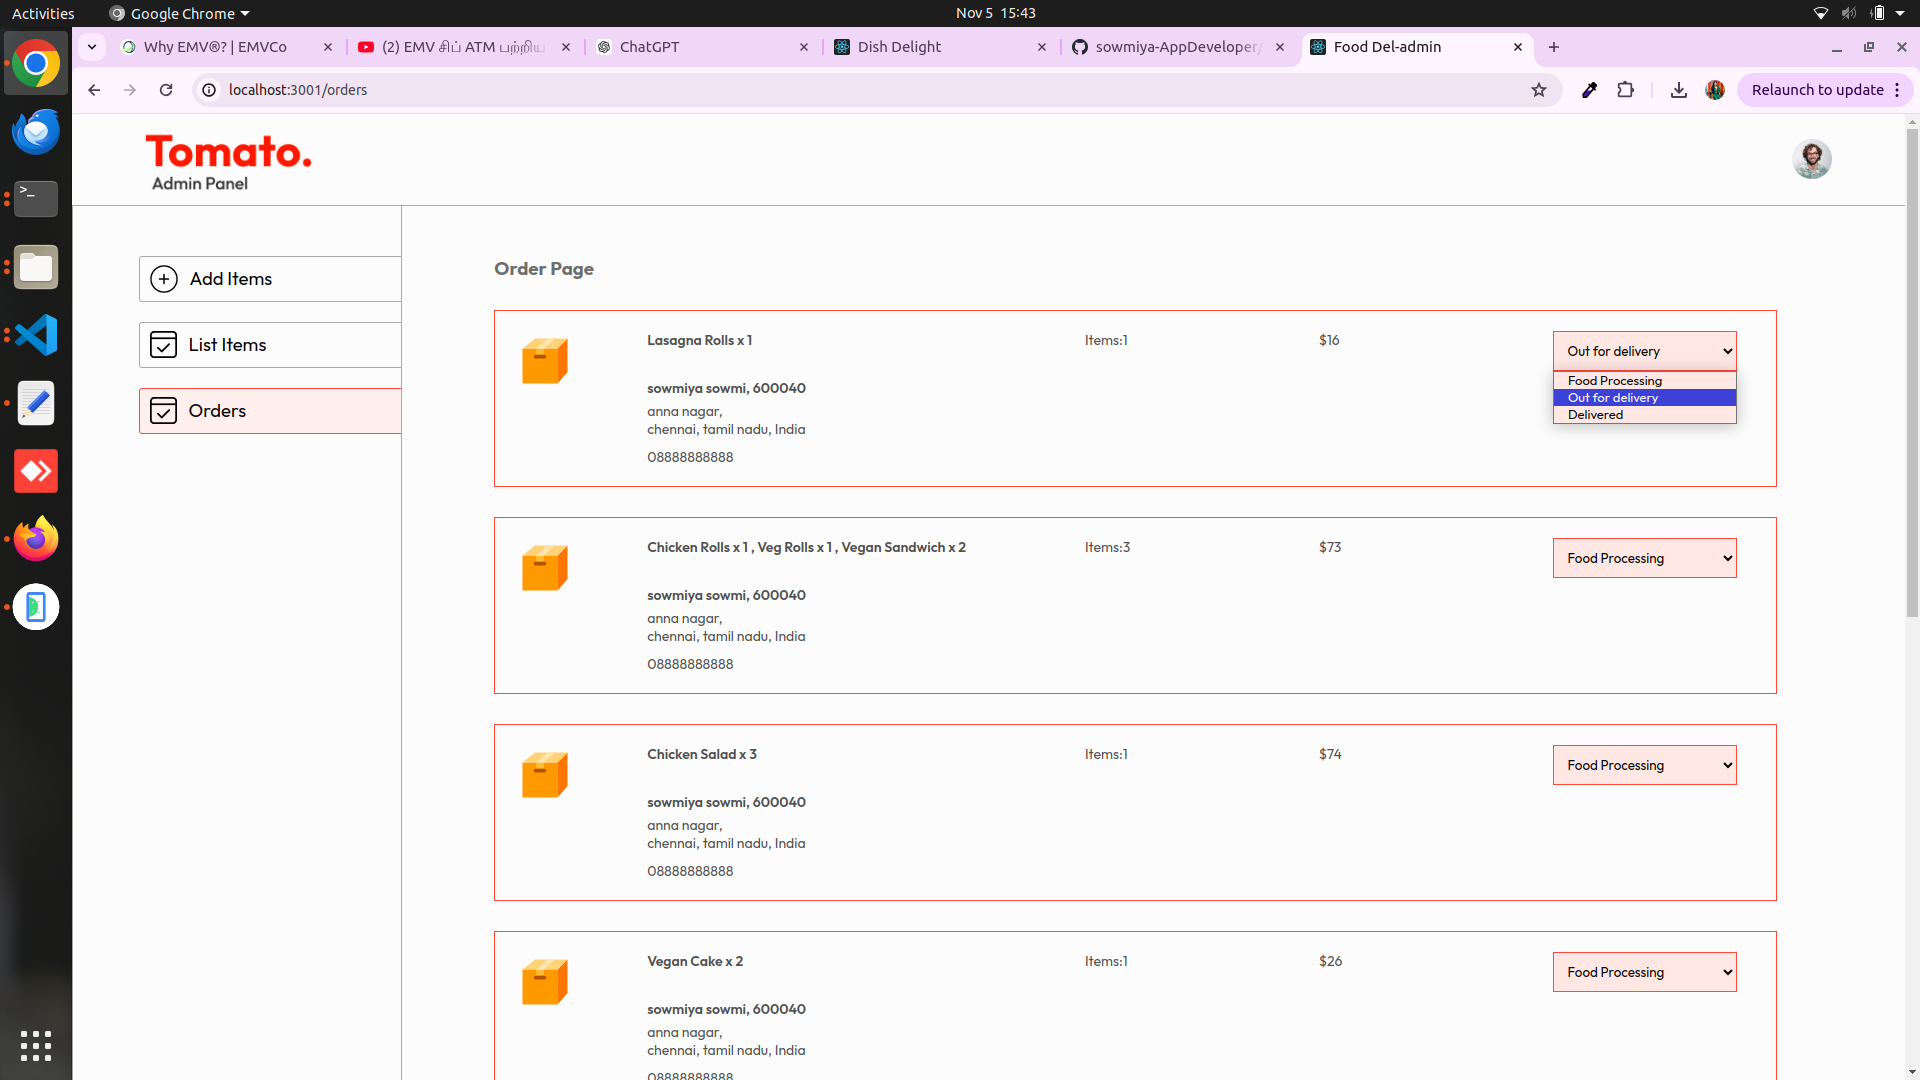 Activities
Google Chrome
Nov 5 15:43
Why EMV®? | EMVCo
(2) EMV சிப் ATM பற்றிய
ChatGPT
Dish Delight
sowmiya-AppDeveloper/
Food Del-admin
localhost:3001/orders
Relaunch to update
Tomato.
Admin Panel
Add Items
List Items
Orders
Order Page
Lasagna Rolls x 1
Items:1
$16
Out for delivery
Food Processing
Out for delivery
Delivered
sowmiya sowmi, 600040
anna nagar,
chennai, tamil nadu, India
08888888888
Chicken Rolls x 1 , Veg Rolls x 1 , Vegan Sandwich x 2
Items:3
$73
Food Processing
sowmiya sowmi, 600040
anna nagar,
chennai, tamil nadu, India
08888888888
Chicken Salad x 3
Items:1
$74
Food Processing
sowmiya sowmi, 600040
anna nagar,
chennai, tamil nadu, India
08888888888
Vegan Cake x 2
Items:1
$26
Food Processing
sowmiya sowmi, 600040
anna nagar,
chennai, tamil nadu, India
08888888888